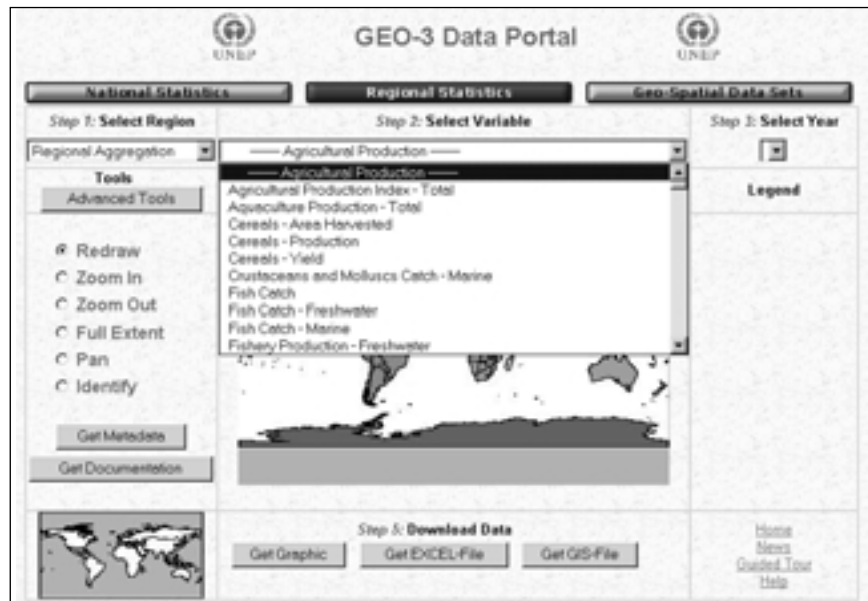 GEO-3 Data Portal
UNEP
UNEP
National Statistics
Regional Statistics
Geo-Spatial Data Sets
Step 1: Select Region
Step 2: Select Variable
Step 3: Select Year
Regional Aggregation
—— Agricultural Production ——
Tools
Advanced Tools
—— Agricultural Production ——
Agricultural Production Index - Total
Aquaculture Production - Total
Cereals - Area Harvested
Cereals - Production
Cereals - Yield
Crustaceans and Molluscs Catch - Marine
Fish Catch
Fish Catch - Freshwater
Fish Catch - Marine
Fishery Production - Freshwater
Legend
Redraw
Zoom In
Zoom Out
Full Extent
Pan
Identify
Get Metadata
Get Documentation
Step 5: Download Data
Get Graphic
Get EXCEL-File
Get GIS-File
Home
News
Guided Tour
Help